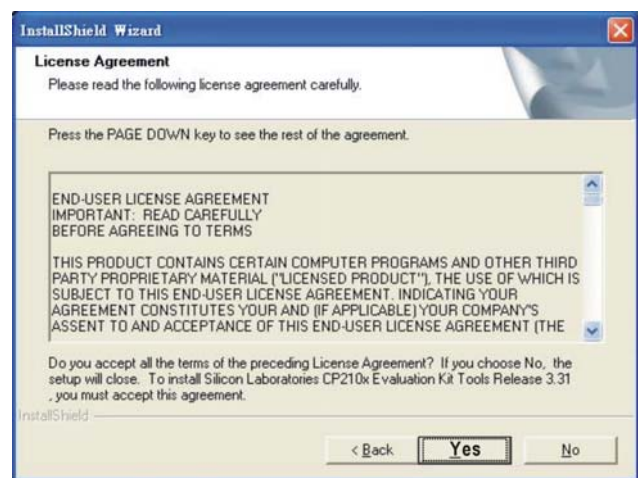 InstallShield Wizard
License Agreement
Please read the following license agreement carefully.
Press the PAGE DOWN key to see the rest of the agreement.
END-USER LICENSE AGREEMENT
IMPORTANT: READ CAREFULLY
BEFORE AGREEING TO TERMS
THIS PRODUCT CONTAINS CERTAIN COMPUTER PROGRAMS AND OTHER THIRD
PARTY PROPRIETARY MATERIAL ("LICENSED PRODUCT"), THE USE OF WHICH IS
SUBJECT TO THIS END-USER LICENSE AGREEMENT. INDICATING YOUR
AGREEMENT CONSTITUTES YOUR AND (IF APPLICABLE) YOUR COMPANY'S
ASSENT TO AND ACCEPTANCE OF THIS END-USER LICENSE AGREEMENT (THE
Do you accept all the terms of the preceding License Agreement? If you choose No, the
setup will close. To install Silicon Laboratories CP210x Evaluation Kit Tools Release 3.31
, you must accept this agreement.
InstallShield
< Back Yes No